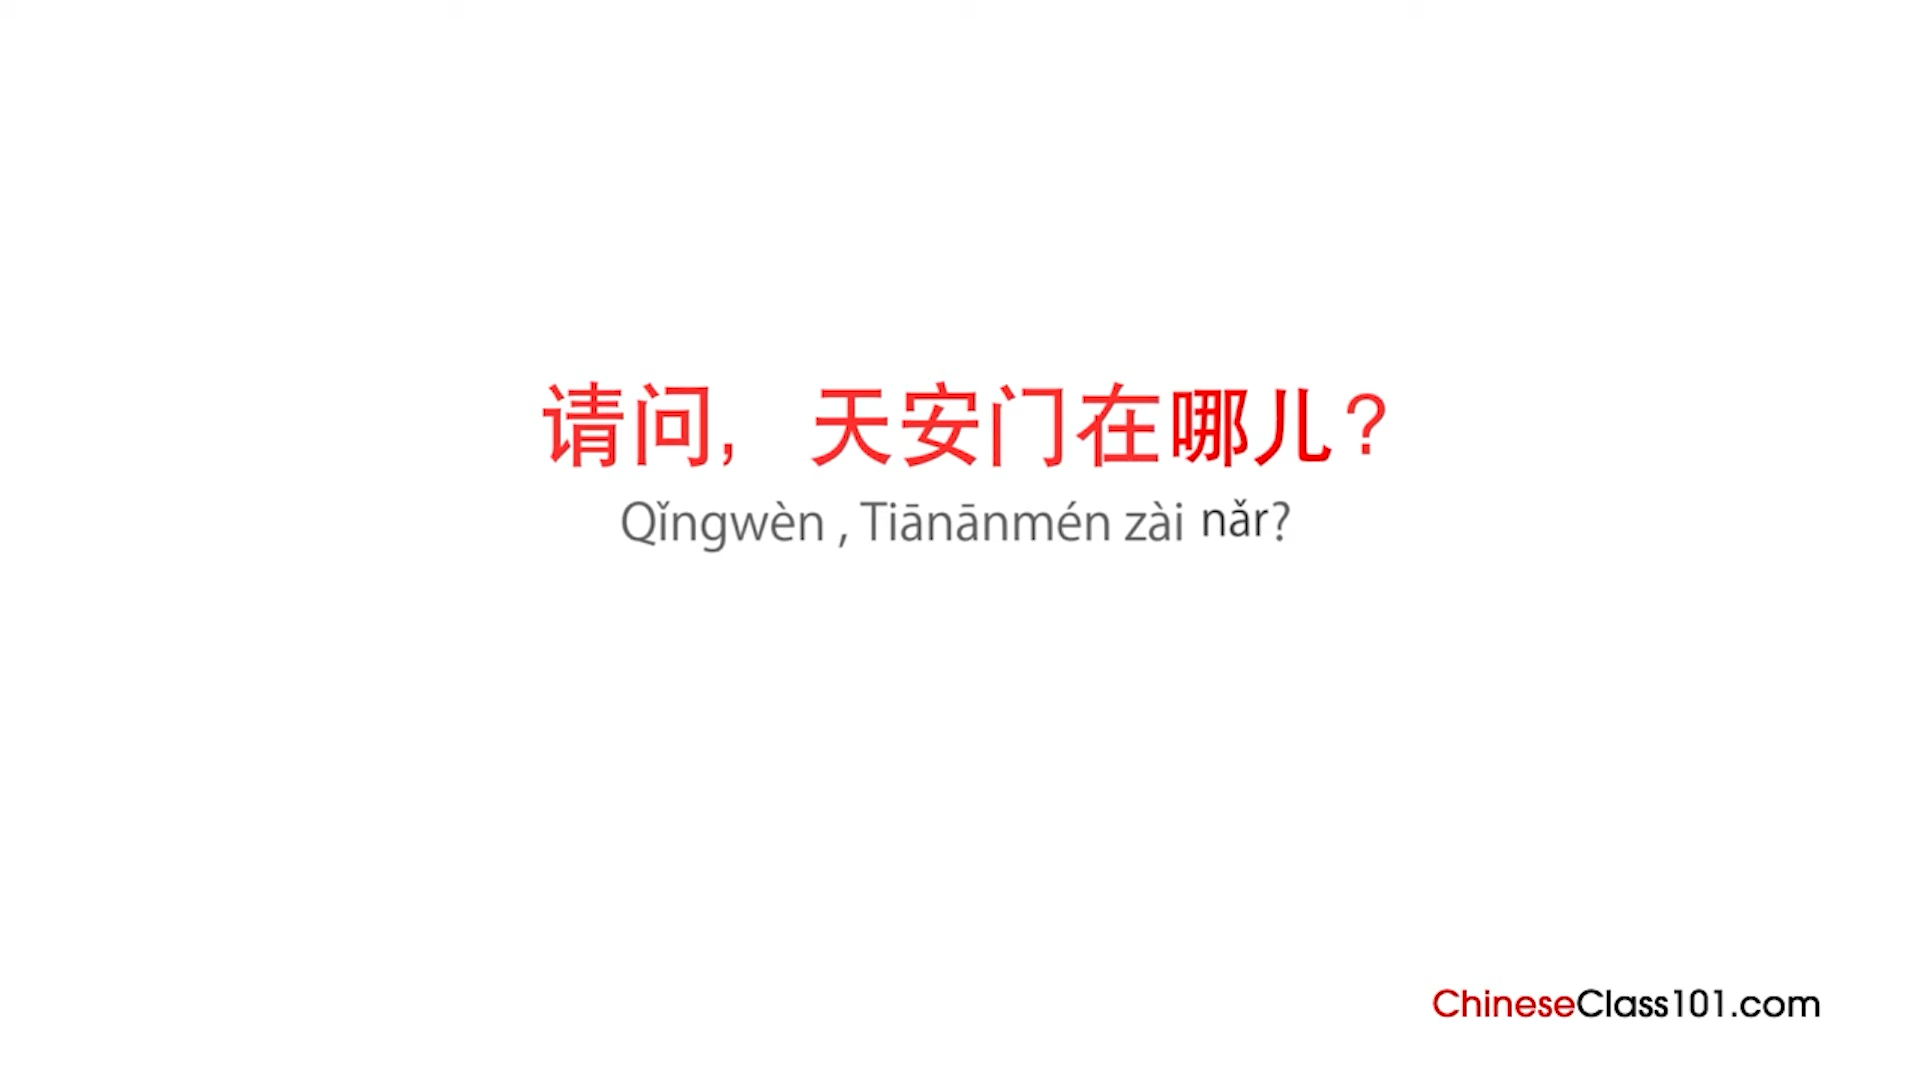 请问，天安门在哪儿？
Qǐngwèn , Tiānānmén zài nǎr?
ChineseClass101.com